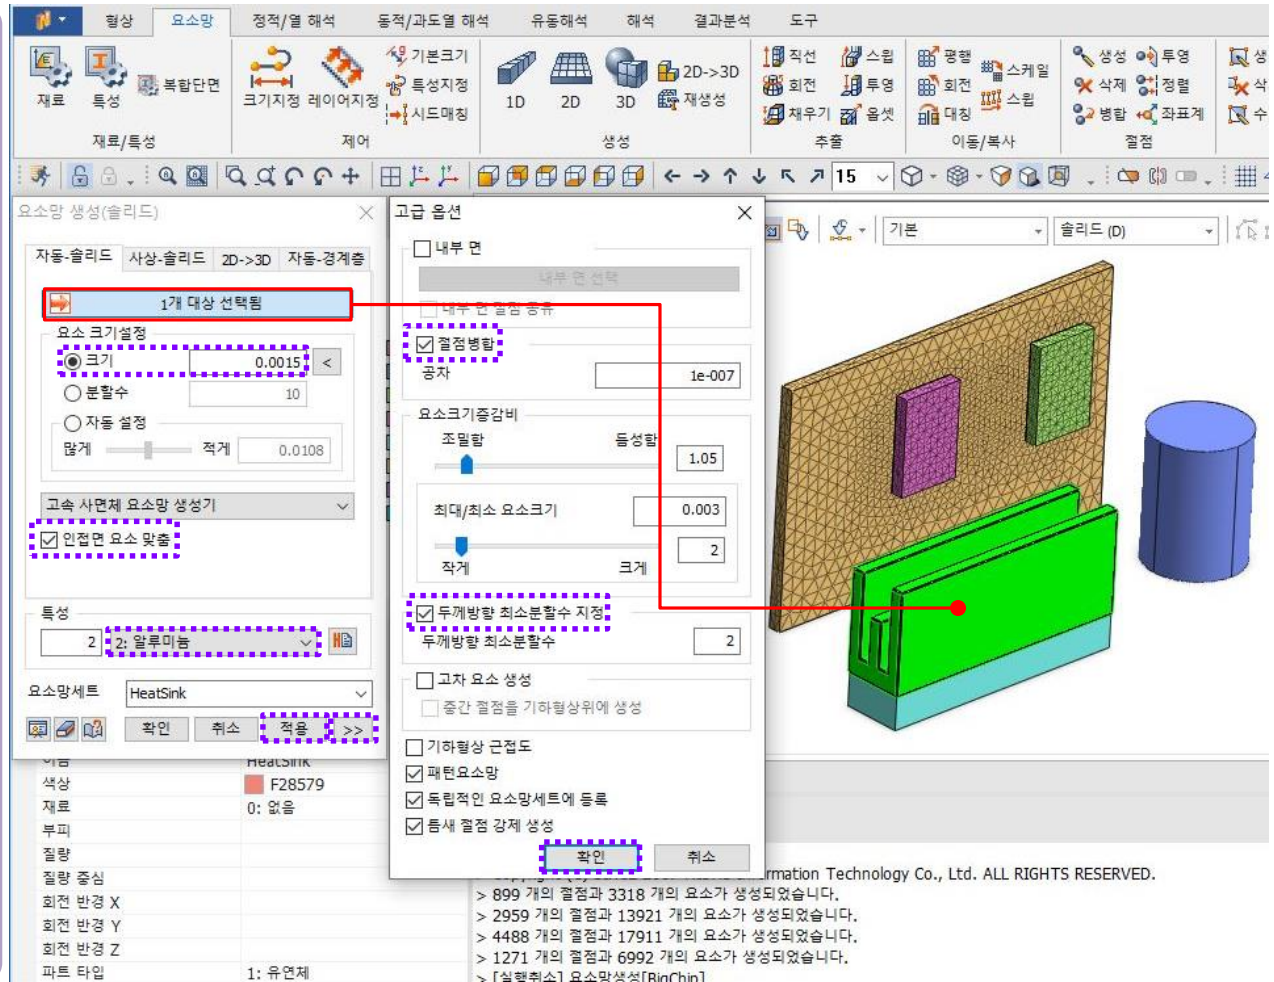 형상 요소망 정적/열 해석 동적/과도열 해석 유동해석 해석 결과분석 도구
재료 특성 복합단면 크기지정 레이어지정 기본크기 특성지정 시드매칭 1D 2D 3D 2D->3D 재생성 직선 스윕 회전 투영 채우기 옵셋 평행 회전 대칭 스케일 스윕 생성 투영 삭제 정렬 병합 좌표계 생 삭 수
재료/특성 제어 생성 추출 이동/복사 절점
15
기본 솔리드 (D)
요소망 생성(솔리드)
자동-솔리드 사상-솔리드 2D->3D 자동-경계층
1개 대상 선택됨
요소 크기설정
크기 0.0015 <
분할수 10
자동 설정
많게 적게 0.0108
고속 사면체 요소망 생성기
인접면 요소 맞춤
특성
2 2: 알루미늄
요소망세트 HeatSink
확인 취소 적용 >>
고급 옵션
내부 면
내부 면 선택
내부 면 절점 공유
절점병합
공차 1e-007
요소크기증감비
조밀함 듬성함
1.05
최대/최소 요소크기 0.003
2
작게 크게
두께방향 최소분할수 지정
두께방향 최소분할수 2
고차 요소 생성
중간 절점을 기하형상위에 생성
기하형상 근접도
패턴요소망
독립적인 요소망세트에 등록
틈새 절점 강제 생성
확인 취소
이름 HeatSink
색상 F28579
재료 0: 없음
부피
질량
질량 중심
회전 반경 X
회전 반경 Y
회전 반경 Z
파트 타입 1: 유연체
rmation Technology Co., Ltd. ALL RIGHTS RESERVED.
> 899 개의 절점과 3318 개의 요소가 생성되었습니다.
> 2959 개의 절점과 13921 개의 요소가 생성되었습니다.
> 4488 개의 절점과 17911 개의 요소가 생성되었습니다.
> 1271 개의 절점과 6992 개의 요소가 생성되었습니다.
> [실행취소] 요소망생성[BigChip]